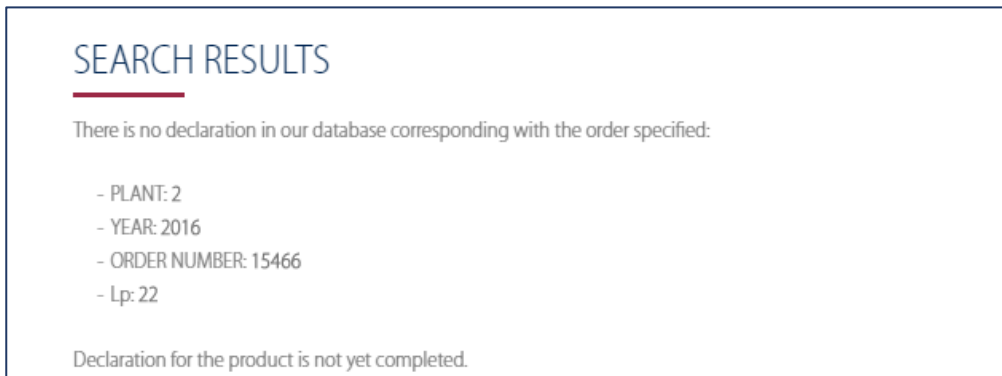 SEARCH RESULTS
There is no declaration in our database corresponding with the order specified:
- PLANT: 2
- YEAR: 2016
- ORDER NUMBER: 15466
- Lp: 22
Declaration for the product is not yet completed.